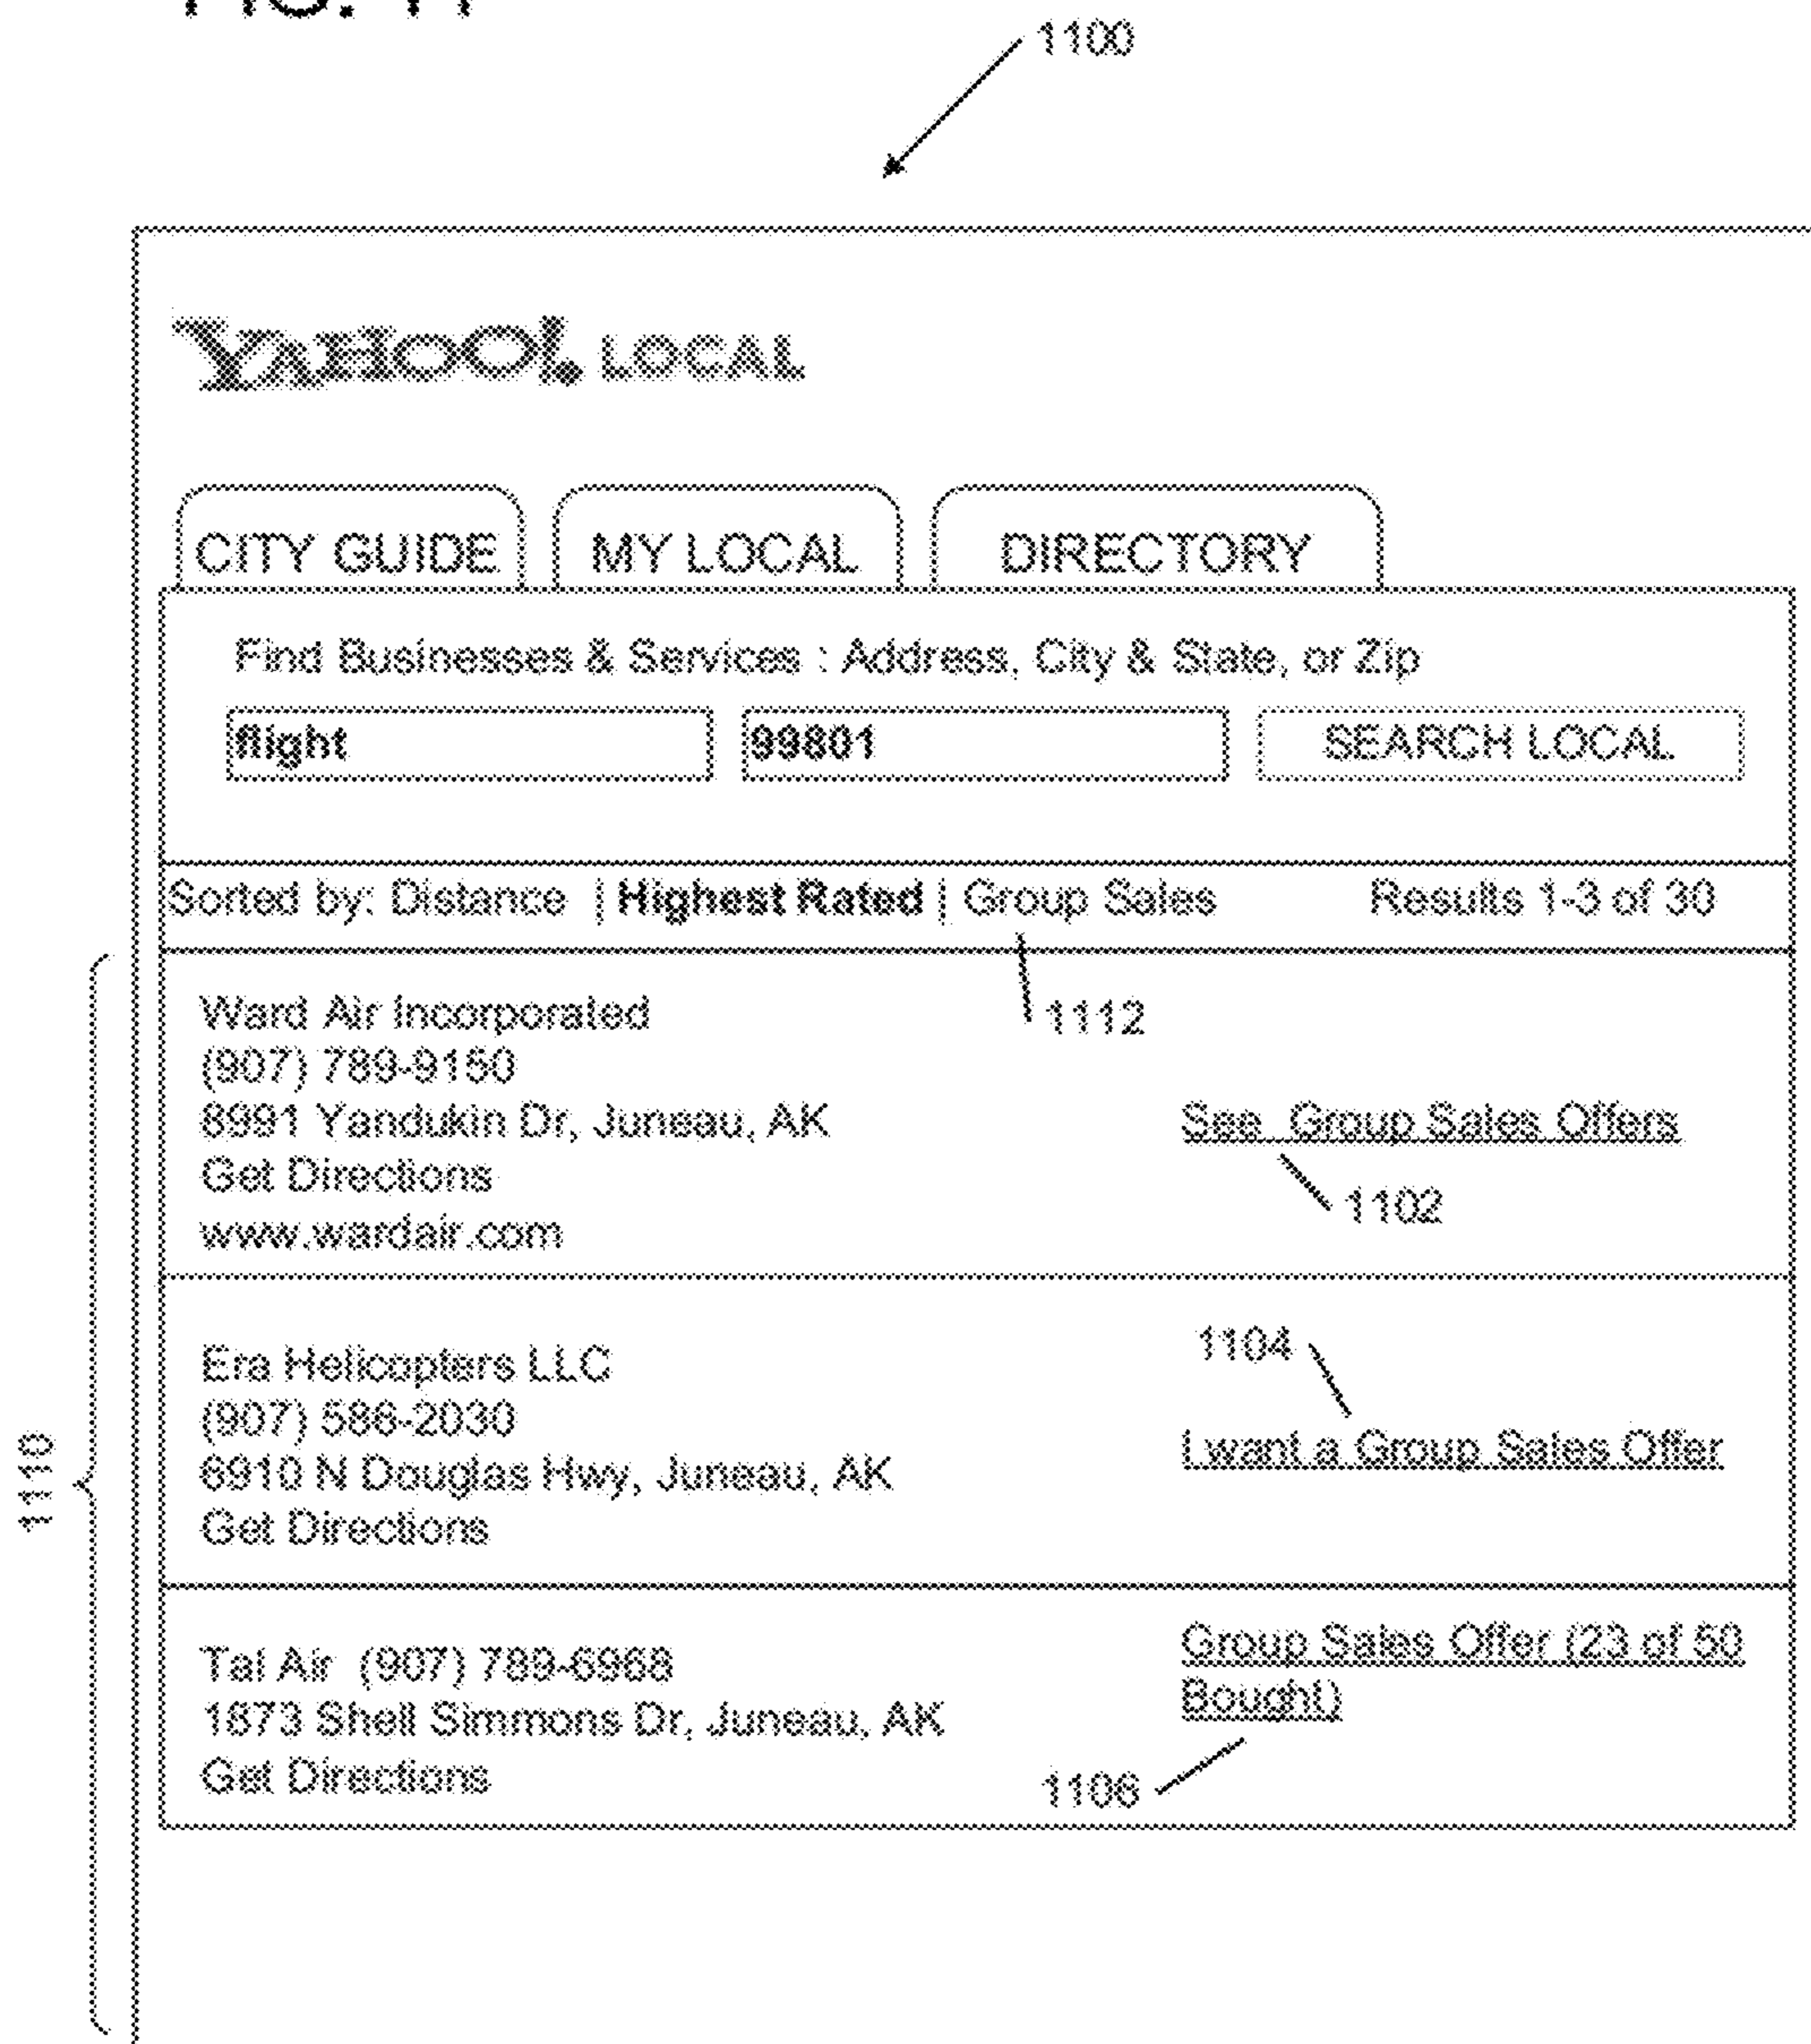 FIG. 11
1100
YAHOO! LOCAL
CITY GUIDE MY LOCAL DIRECTORY
Find Businesses & Services : Address, City & State, or Zip
flight 99801 SEARCH LOCAL
Sorted by: Distance | Highest Rated | Group Sales Results 1-3 of 30
1112
1110
Ward Air Incorporated
(907) 789-9150
8991 Yandukin Dr, Juneau, AK
Get Directions
www.wardair.com
See Group Sales Offers
1102
Era Helicopters LLC
(907) 586-2030
6910 N Douglas Hwy, Juneau, AK
Get Directions
1104
I want a Group Sales Offer
Tal Air (907) 789-6968
1873 Shell Simmons Dr, Juneau, AK
Get Directions
Group Sales Offer (23 of 50
Bought)
1106